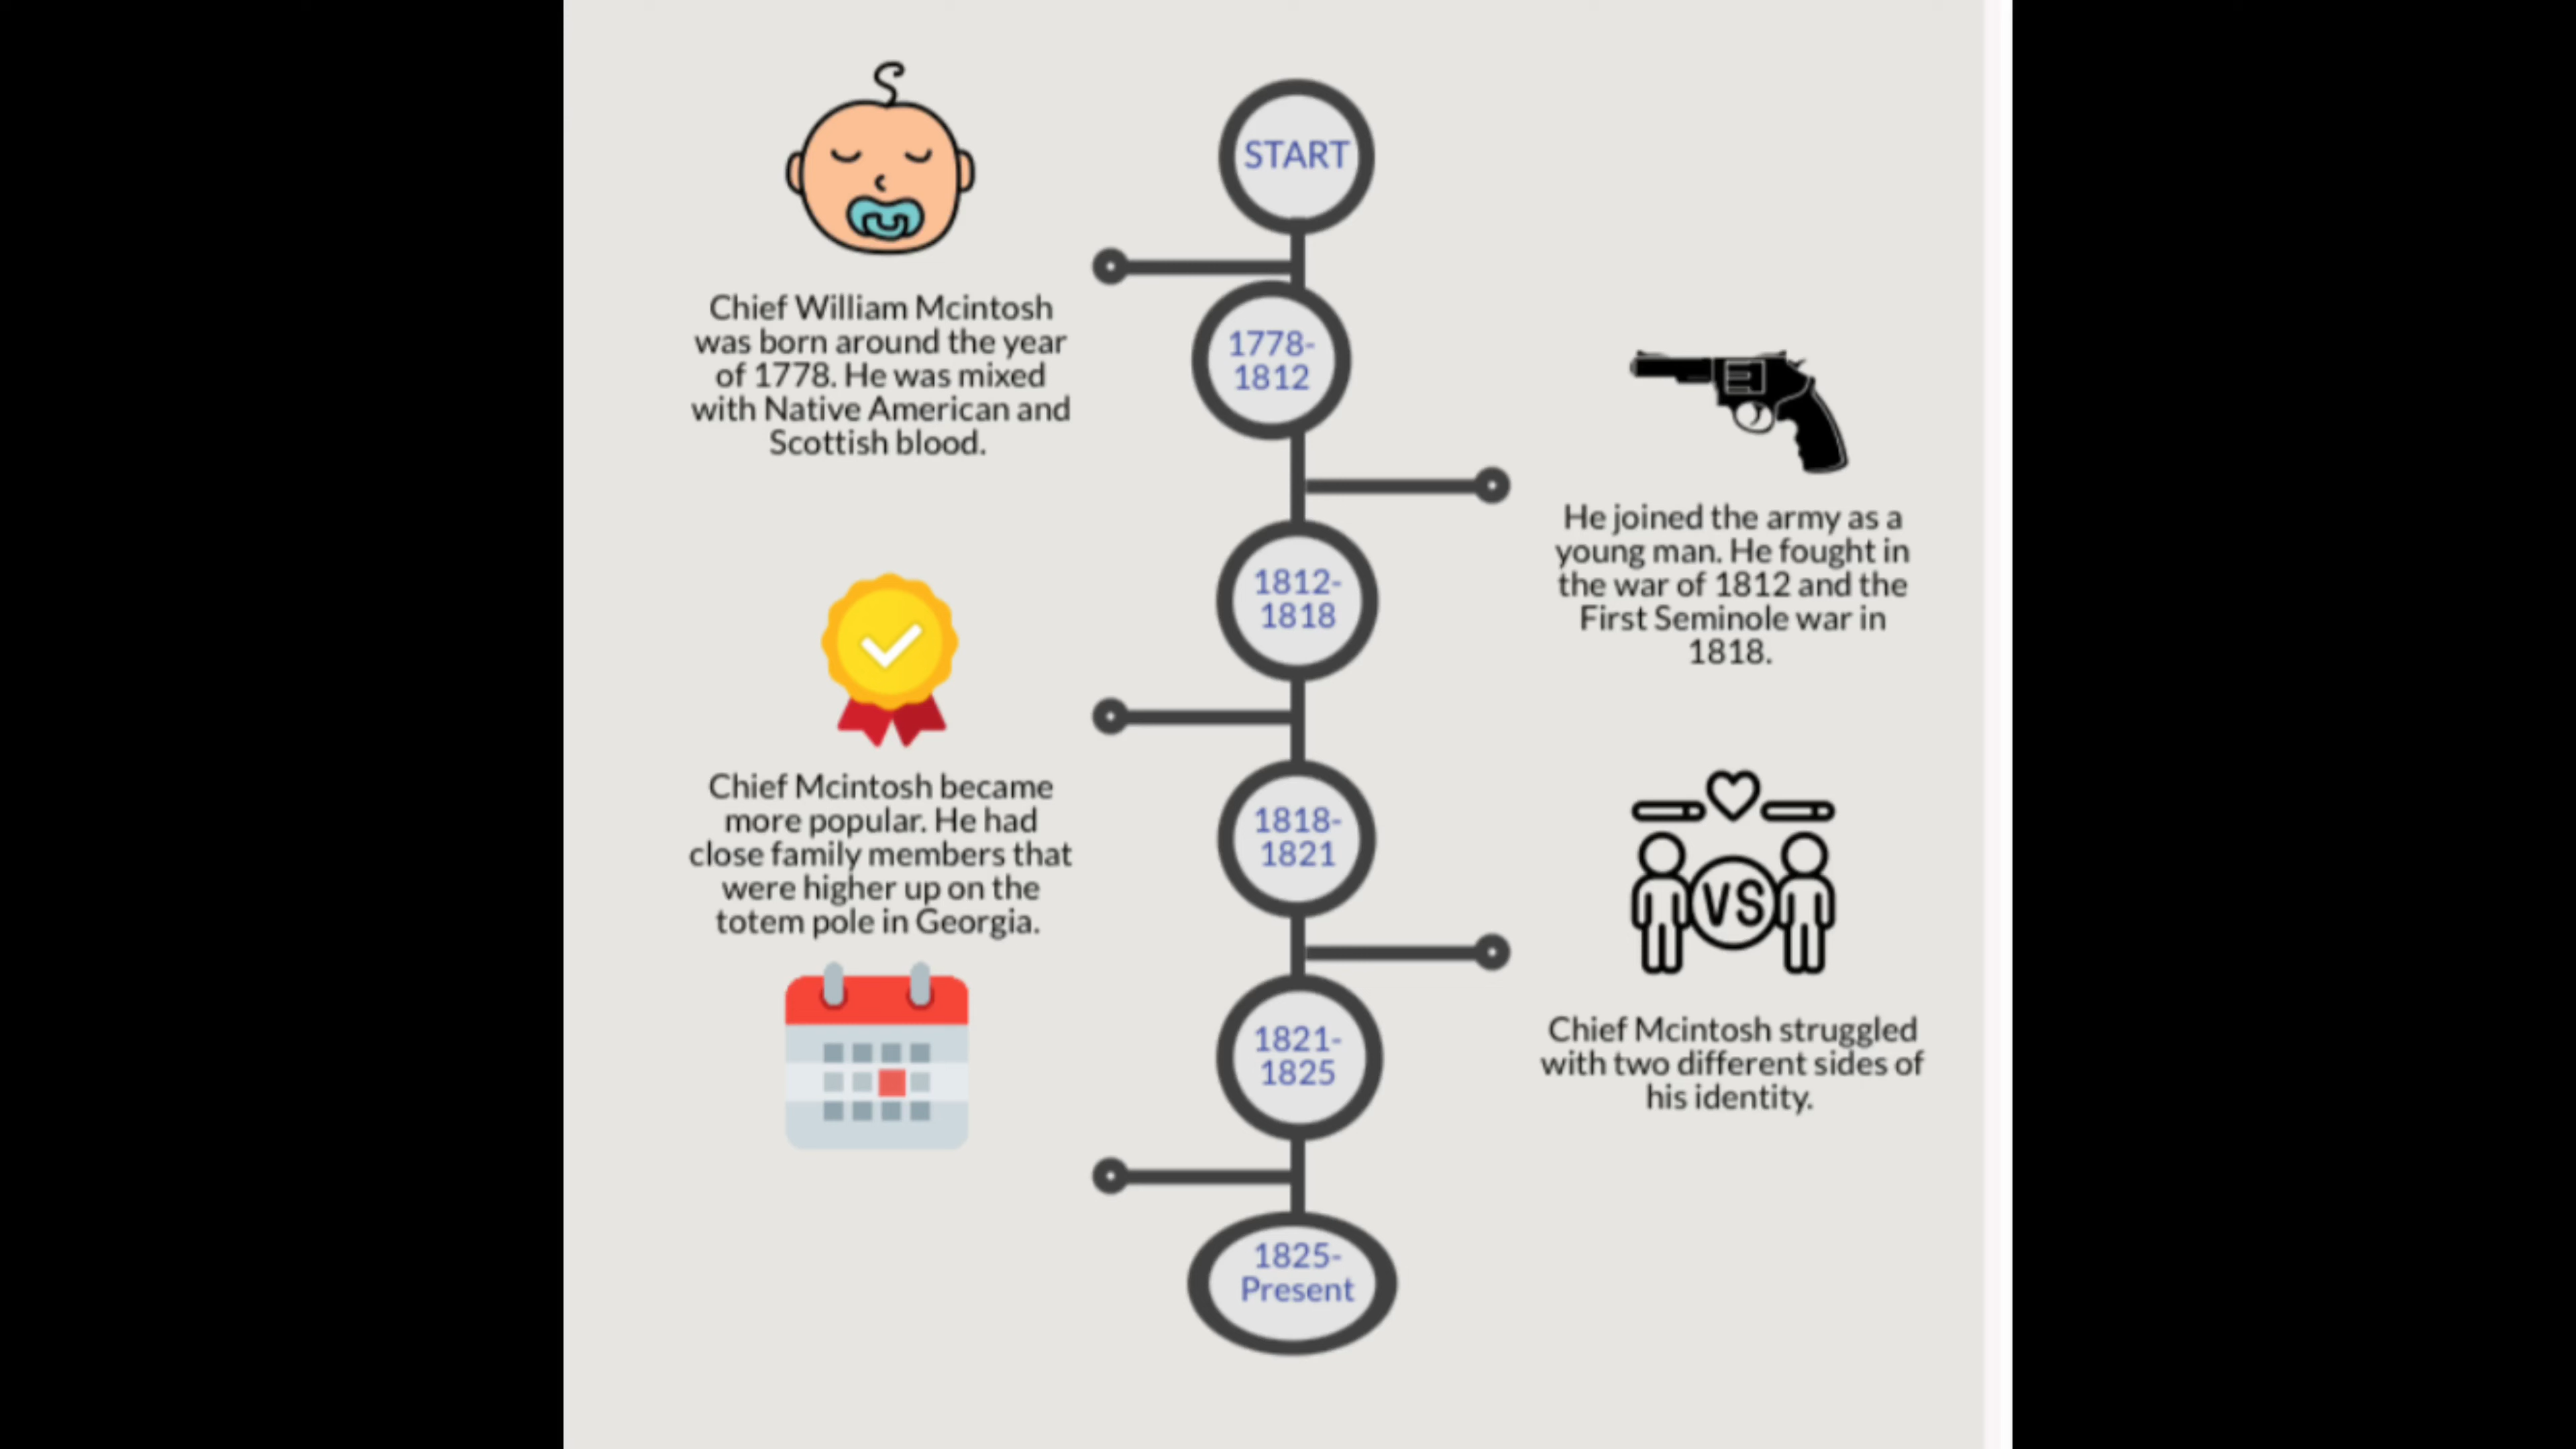 START
Chief William Mcintosh
was born around the year
of 1778. He was mixed
with Native American and
Scottish blood.
1778-
1812
He joined the army as a
young man. He fought in
the war of 1812 and the
First Seminole war in
1818.
1812-
1818
Chief Mcintosh became
more popular. He had
close family members that
were higher up on the
totem pole in Georgia.
1818-
1821
VS
Chief Mcintosh struggled
with two different sides of
his identity.
1821-
1825
1825-
Present